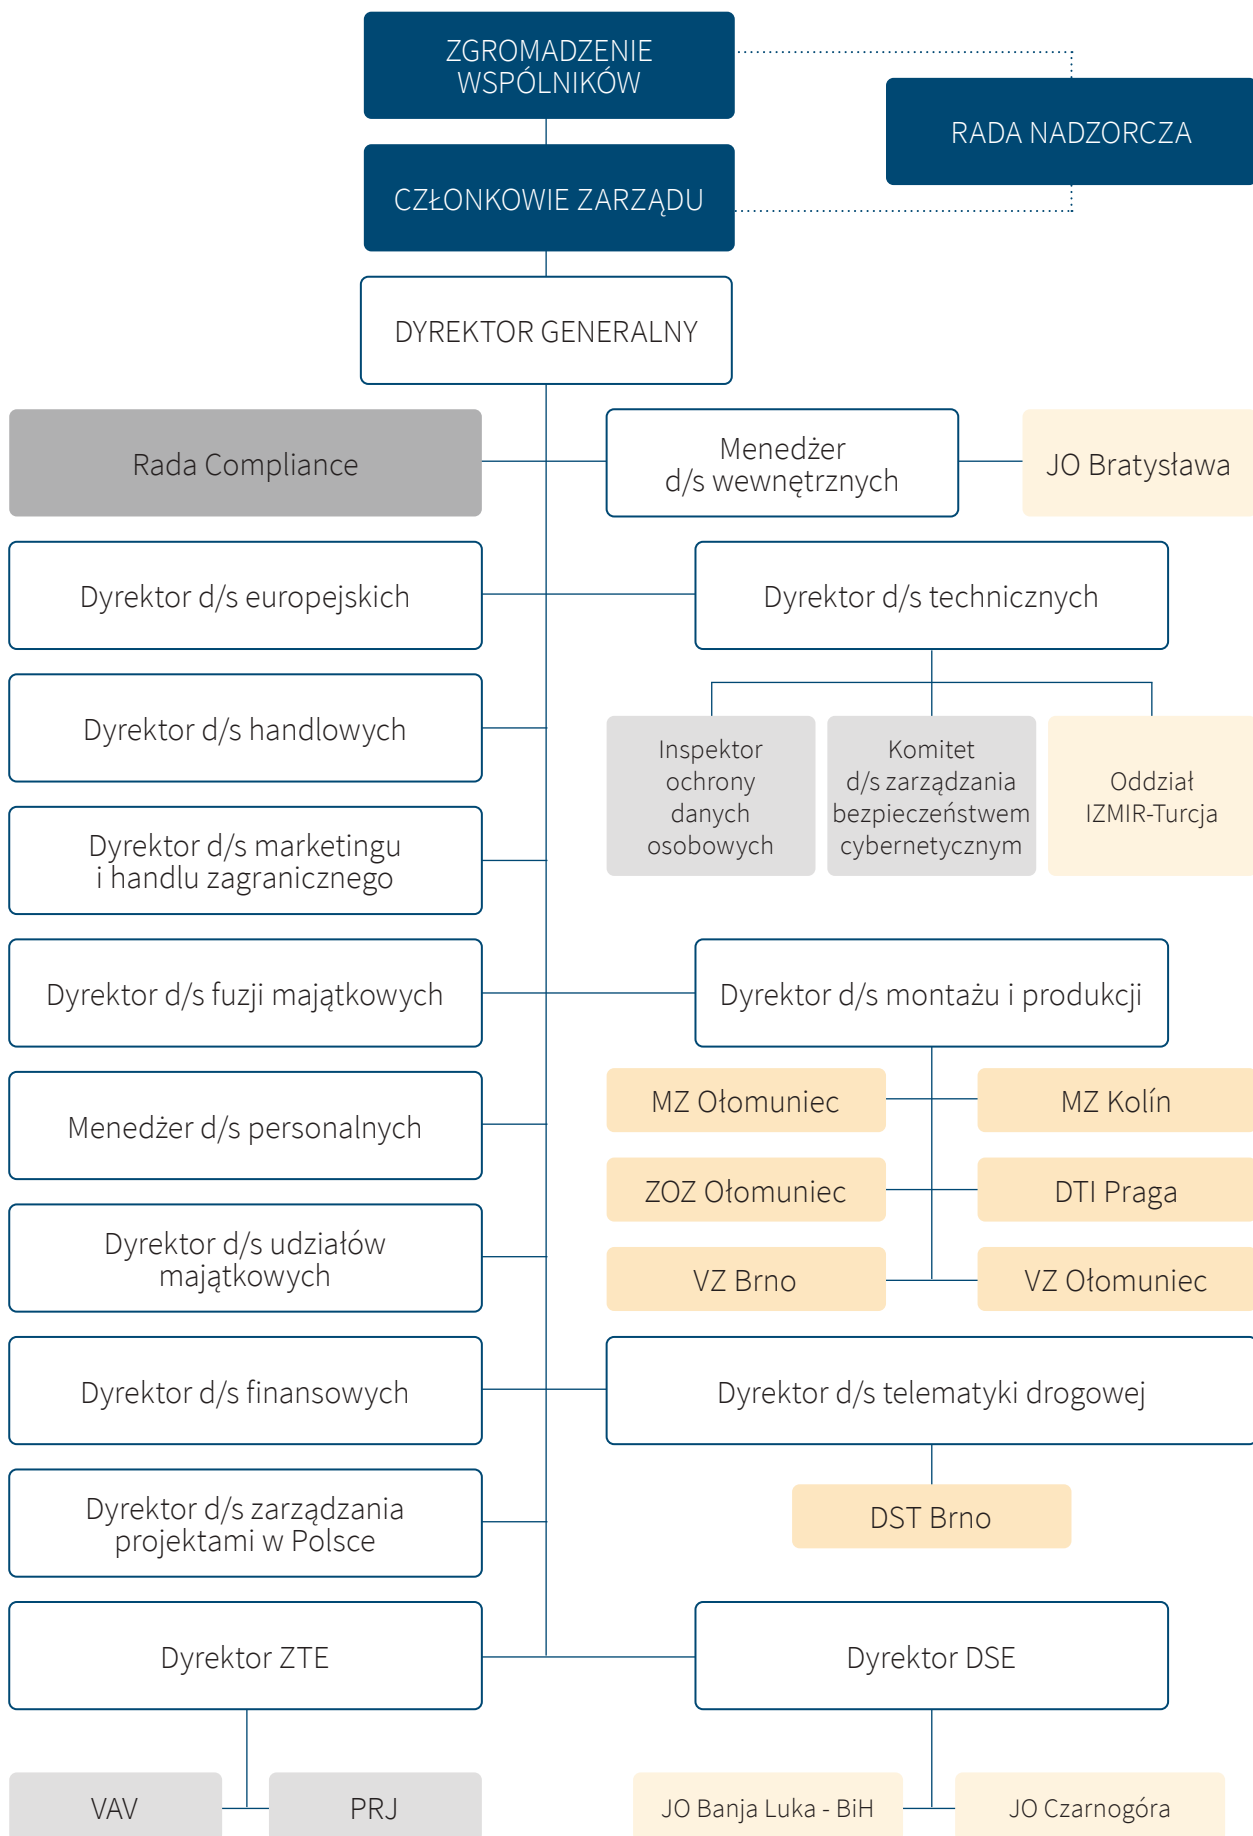 ZGROMADZENIE
WSPÓLNIKÓW
RADA NADZORCZA
CZŁONKOWIE ZARZĄDU
DYREKTOR GENERALNY
Rada Compliance
Menedżer
d/s wewnętrznych
JO Bratysława
Dyrektor d/s europejskich
Dyrektor d/s technicznych
Dyrektor d/s handlowych
Inspektor
ochrony
danych
osobowych
Komitet
d/s zarządzania
bezpieczeństwem
cybernetycznym
Oddział
IZMIR-Turcja
Dyrektor d/s marketingu
i handlu zagranicznego
Dyrektor d/s fuzji majątkowych
Dyrektor d/s montażu i produkcji
MZ Ołomuniec
MZ Kolín
Menedżer d/s personalnych
ZOZ Ołomuniec
DTI Praga
Dyrektor d/s udziałów
majątkowych
VZ Brno
VZ Ołomuniec
Dyrektor d/s finansowych
Dyrektor d/s telematyki drogowej
Dyrektor d/s zarządzania
projektami w Polsce
DST Brno
Dyrektor ZTE
Dyrektor DSE
VAV
PRJ
JO Banja Luka - BiH
JO Czarnogóra